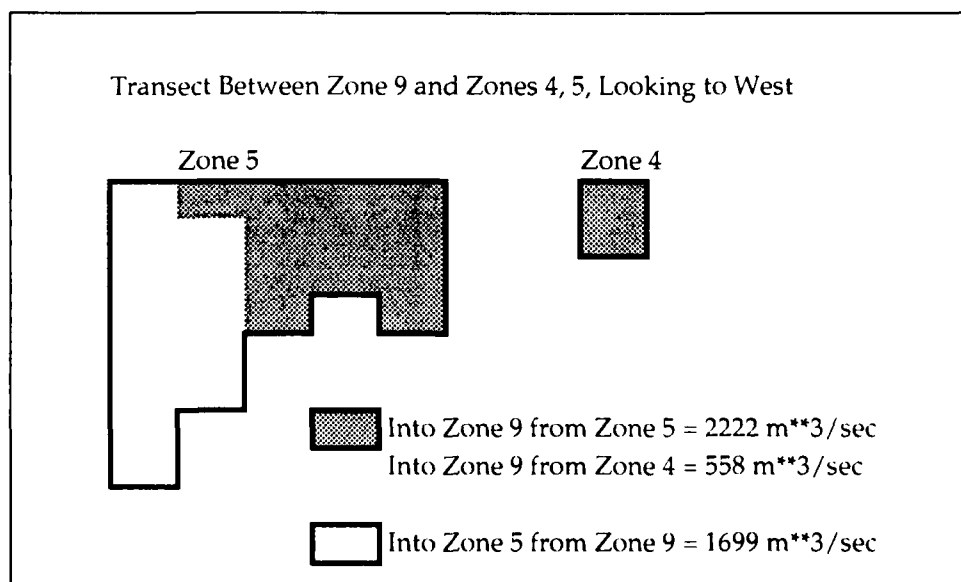 Transect Between Zone 9 and Zones 4, 5, Looking to West
Zone 5
Zone 4
Into Zone 9 from Zone 5 = 2222 m**3/sec
Into Zone 9 from Zone 4 = 558 m**3/sec
Into Zone 5 from Zone 9 = 1699 m**3/sec